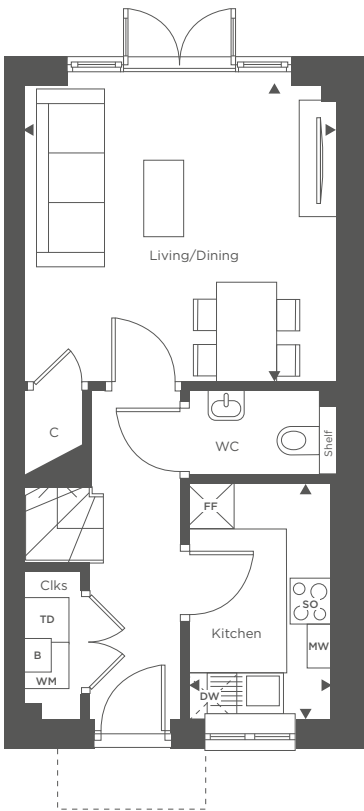 Living/Dining
C
WC
Shelf
FF
Clks
TD
SO
Kitchen
B
MW
WM
DW